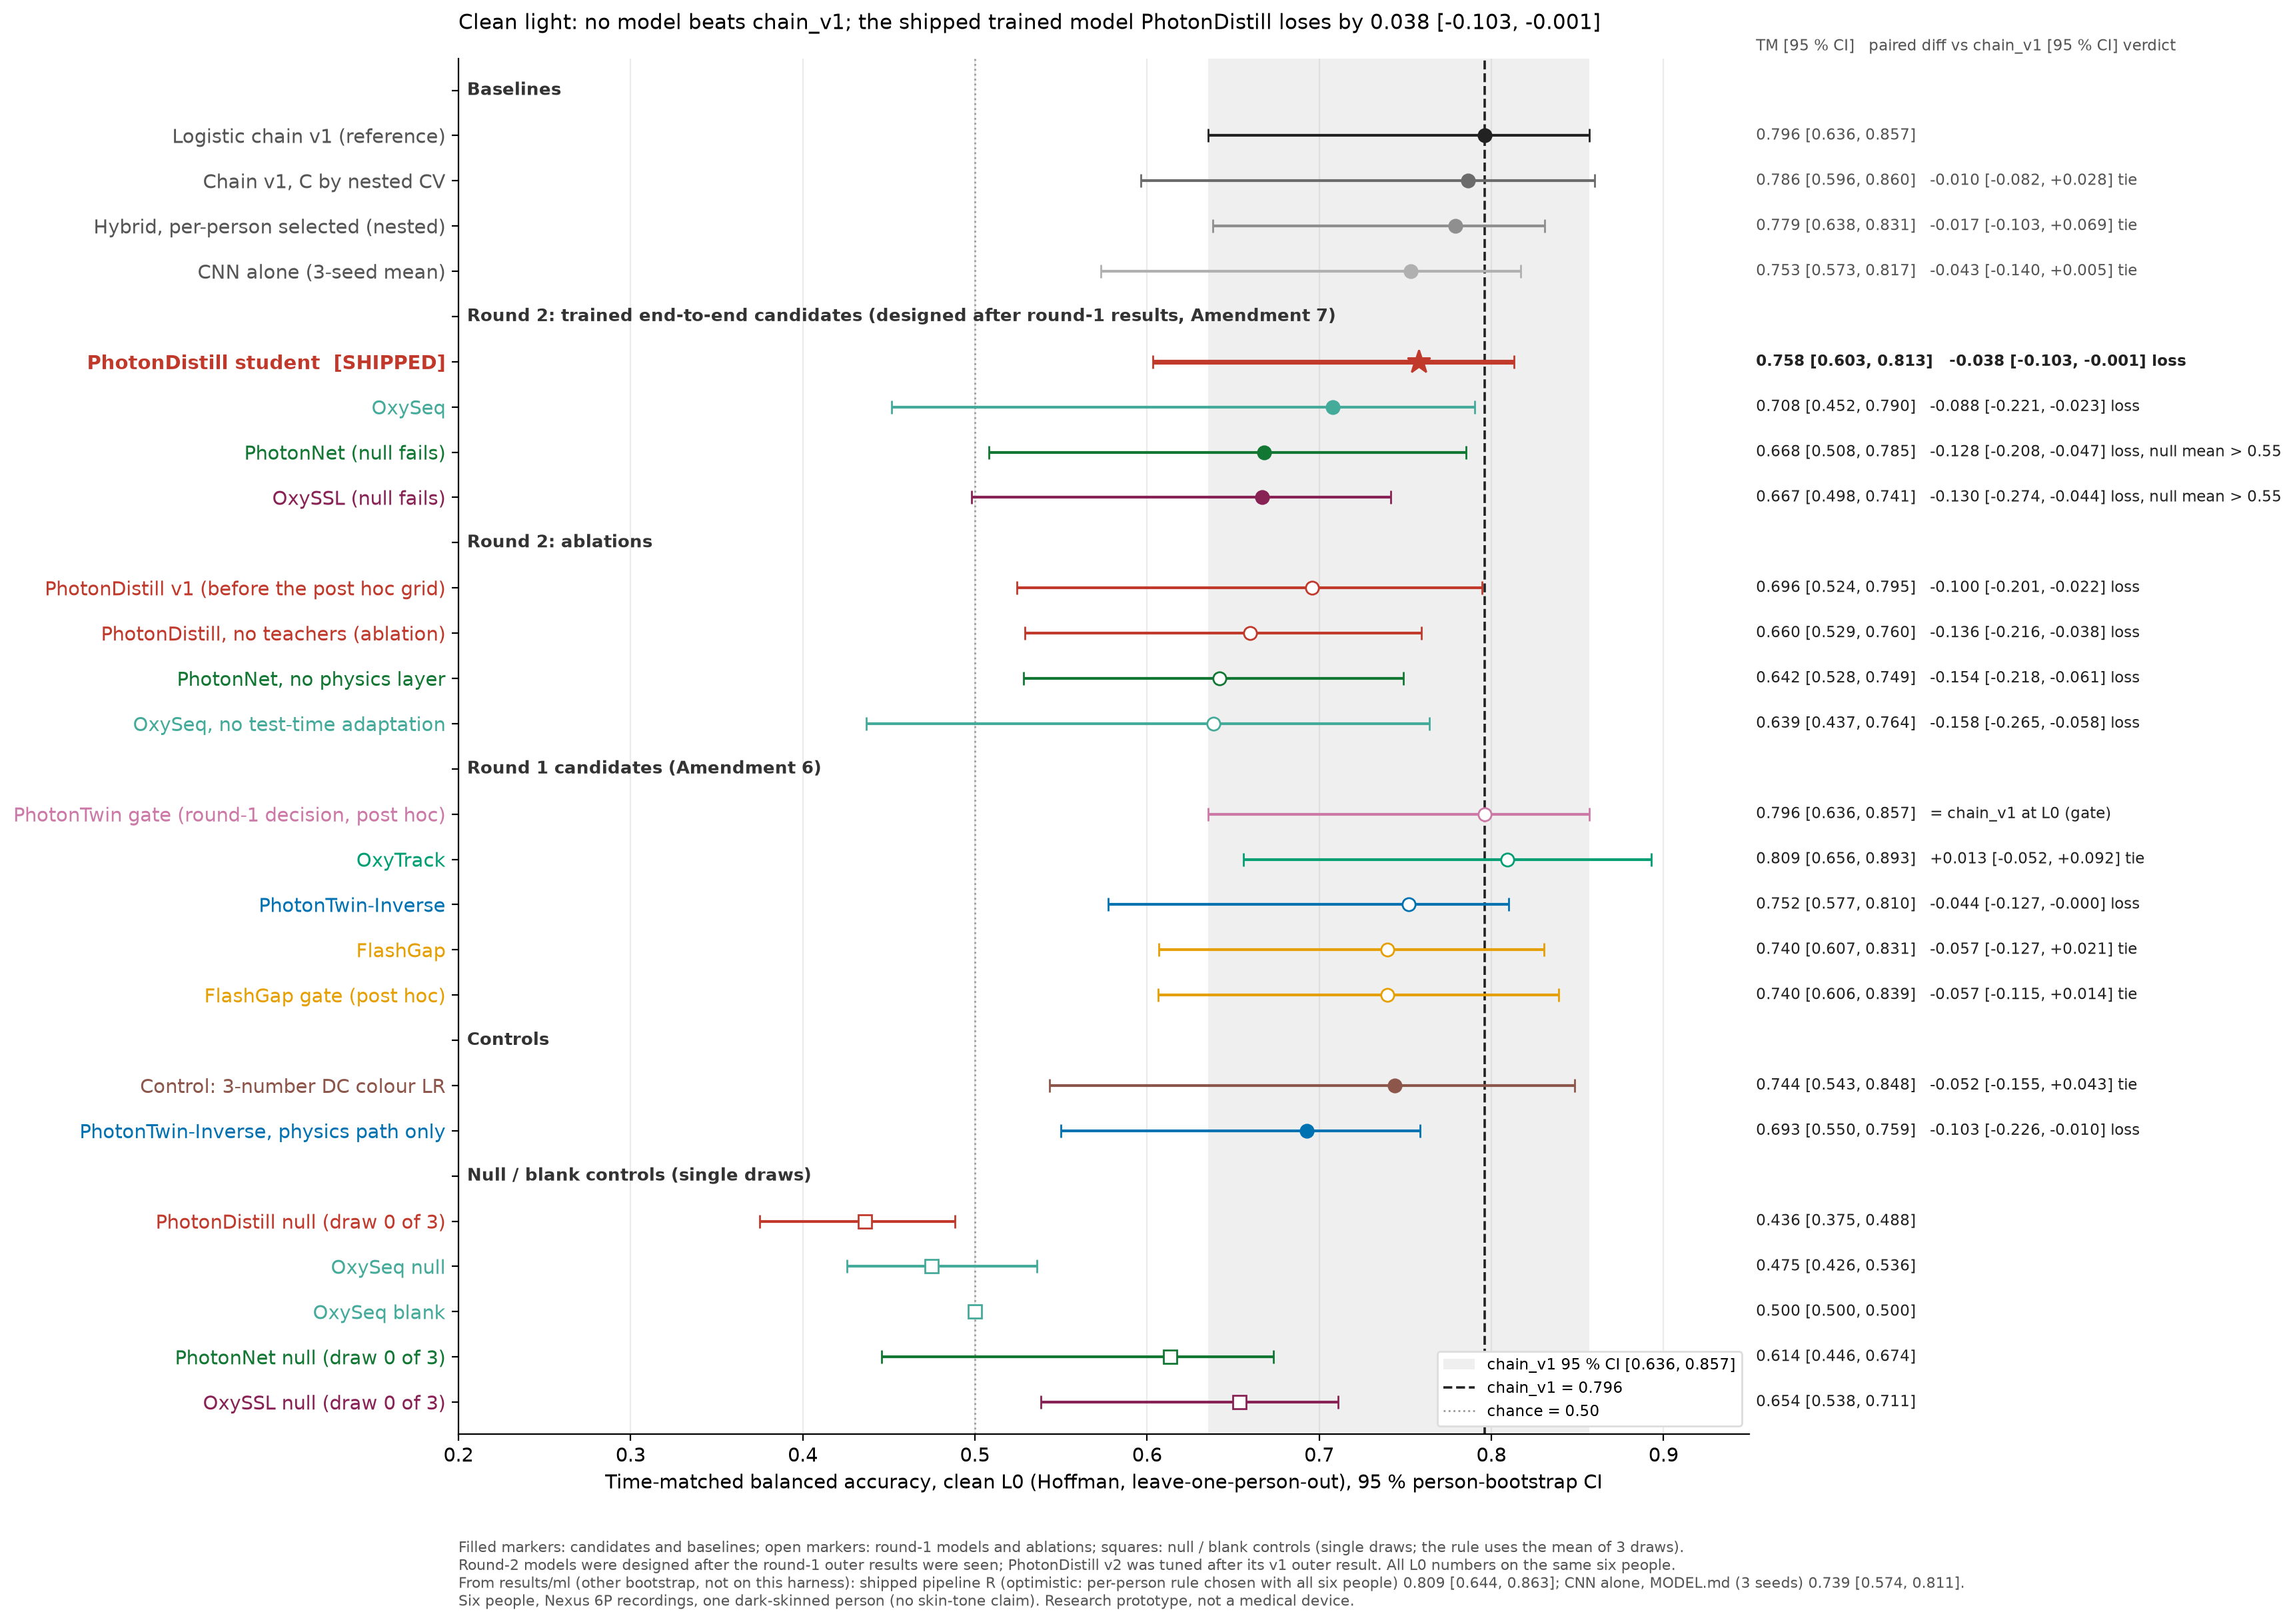 Clean light: no model beats chain_v1; the shipped trained model PhotonDistill loses by 0.038 [-0.103, -0.001]
TM [95 % CI]   paired diff vs chain_v1 [95 % CI] verdict
Baselines
Logistic chain v1 (reference)   0.796 [0.636, 0.857]
Chain v1, C by nested CV   0.786 [0.596, 0.860]   -0.010 [-0.082, +0.028] tie
Hybrid, per-person selected (nested)   0.779 [0.638, 0.831]   -0.017 [-0.103, +0.069] tie
CNN alone (3-seed mean)   0.753 [0.573, 0.817]   -0.043 [-0.140, +0.005] tie
Round 2: trained end-to-end candidates (designed after round-1 results, Amendment 7)
PhotonDistill student  [SHIPPED]   0.758 [0.603, 0.813]   -0.038 [-0.103, -0.001] loss
OxySeq   0.708 [0.452, 0.790]   -0.088 [-0.221, -0.023] loss
PhotonNet (null fails)   0.668 [0.508, 0.785]   -0.128 [-0.208, -0.047] loss, null mean > 0.55
OxySSL (null fails)   0.667 [0.498, 0.741]   -0.130 [-0.274, -0.044] loss, null mean > 0.55
Round 2: ablations
PhotonDistill v1 (before the post hoc grid)   0.696 [0.524, 0.795]   -0.100 [-0.201, -0.022] loss
PhotonDistill, no teachers (ablation)   0.660 [0.529, 0.760]   -0.136 [-0.216, -0.038] loss
PhotonNet, no physics layer   0.642 [0.528, 0.749]   -0.154 [-0.218, -0.061] loss
OxySeq, no test-time adaptation   0.639 [0.437, 0.764]   -0.158 [-0.265, -0.058] loss
Round 1 candidates (Amendment 6)
PhotonTwin gate (round-1 decision, post hoc)   0.796 [0.636, 0.857]   = chain_v1 at L0 (gate)
OxyTrack   0.809 [0.656, 0.893]   +0.013 [-0.052, +0.092] tie
PhotonTwin-Inverse   0.752 [0.577, 0.810]   -0.044 [-0.127, -0.000] loss
FlashGap   0.740 [0.607, 0.831]   -0.057 [-0.127, +0.021] tie
FlashGap gate (post hoc)   0.740 [0.606, 0.839]   -0.057 [-0.115, +0.014] tie
Controls
Control: 3-number DC colour LR   0.744 [0.543, 0.848]   -0.052 [-0.155, +0.043] tie
PhotonTwin-Inverse, physics path only   0.693 [0.550, 0.759]   -0.103 [-0.226, -0.010] loss
Null / blank controls (single draws)
PhotonDistill null (draw 0 of 3)   0.436 [0.375, 0.488]
OxySeq null   0.475 [0.426, 0.536]
OxySeq blank   0.500 [0.500, 0.500]
PhotonNet null (draw 0 of 3)   0.614 [0.446, 0.674]
OxySSL null (draw 0 of 3)   0.654 [0.538, 0.711]
chain_v1 95 % CI [0.636, 0.857]
chain_v1 = 0.796
chance = 0.50
0.2 0.3 0.4 0.5 0.6 0.7 0.8 0.9
Time-matched balanced accuracy, clean L0 (Hoffman, leave-one-person-out), 95 % person-bootstrap CI
Filled markers: candidates and baselines; open markers: round-1 models and ablations; squares: null / blank controls (single draws; the rule uses the mean of 3 draws).
Round-2 models were designed after the round-1 outer results were seen; PhotonDistill v2 was tuned after its v1 outer result. All L0 numbers on the same six people.
From results/ml (other bootstrap, not on this harness): shipped pipeline R (optimistic: per-person rule chosen with all six people) 0.809 [0.644, 0.863]; CNN alone, MODEL.md (3 seeds) 0.739 [0.574, 0.811].
Six people, Nexus 6P recordings, one dark-skinned person (no skin-tone claim). Research prototype, not a medical device.